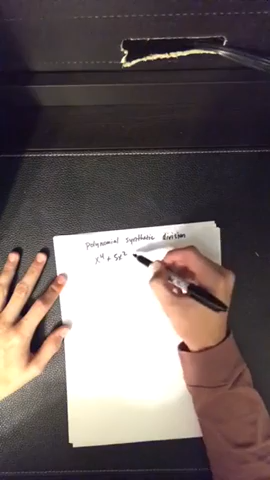 polynomial synthetic division
x⁴ + 5x²